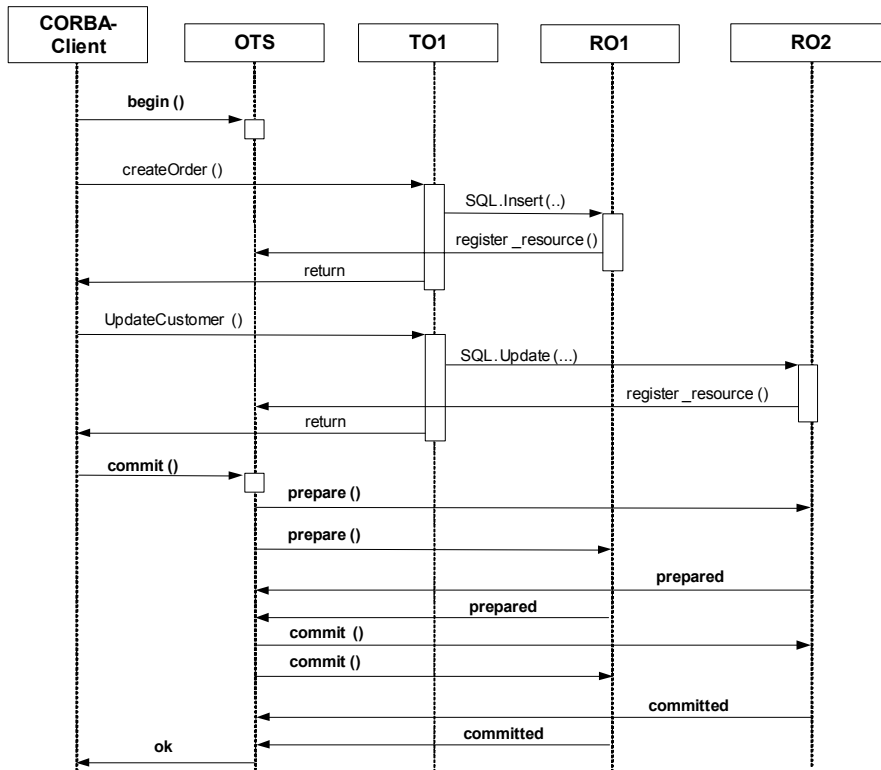 CORBA-
Client
OTS
TO1
RO1
RO2
begin ()
createOrder ()
SQL.Insert (..)
register _resource ()
return
UpdateCustomer ()
SQL.Update (...)
register _resource ()
return
commit ()
prepare ()
prepare ()
prepared
prepared
commit ()
commit ()
committed
committed
ok